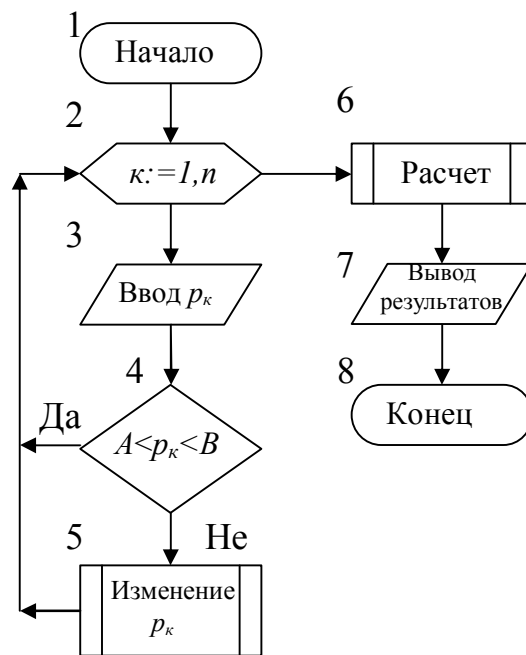 1
Начало
2
к:=1,n
3
Ввод pк
4
Да
A<pк<B
5
Не
Изменение
pк
6
Расчет
7
Вывод
результатов
8
Конец